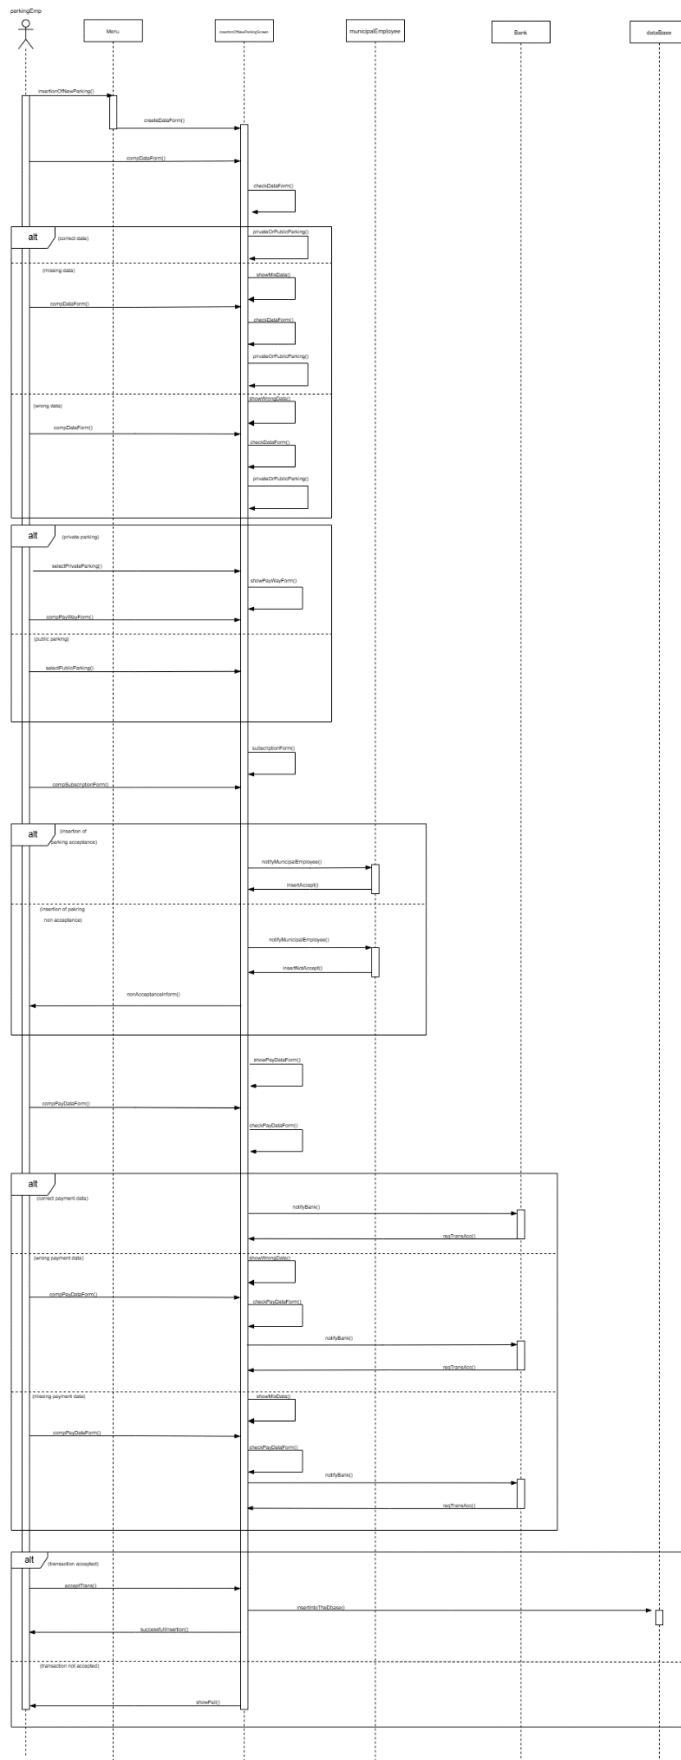 parkingEmp
Menu
insertionOfNewParkingScreen
municipalEmployee
Bank
dataBase
insertionOfNewParking()
createDataForm()
compDataForm()
checkDataForm()
alt
(correct data)
privateOrPublicParking()
(missing data)
showMisData()
compDataForm()
checkDataForm()
privateOrPublicParking()
(wrong data)
showWrongData()
compDataForm()
checkDataForm()
privateOrPublicParking()
alt
(private parking)
selectPrivateParking()
showPayWayForm()
compPayWayForm()
(public parking)
selectPublicParking()
subscriptionForm()
compSubscriptionForm()
alt
(insertion of
parking acceptance)
notifyMunicipalEmployee()
insertAccept()
(insertion of pakring
non acceptance)
notifyMunicipalEmployee()
insertNotAccept()
nonAcceptanceInform()
showPayDataForm()
compPayDataForm()
checkPayDataForm()
alt
(correct payment data)
notifyBank()
reqTransAcc()
(wrong payment data)
showWrongData()
compPayDataForm()
checkPayDataForm()
notifyBank()
reqTransAcc()
(missing payment data)
showMisData()
compPayDataForm()
checkPayDataForm()
notifyBank()
reqTransAcc()
alt
(transaction accepted)
acceptTrans()
insertIntoTheDbase()
successfulInsertion()
(transaction not accepted)
showFail()